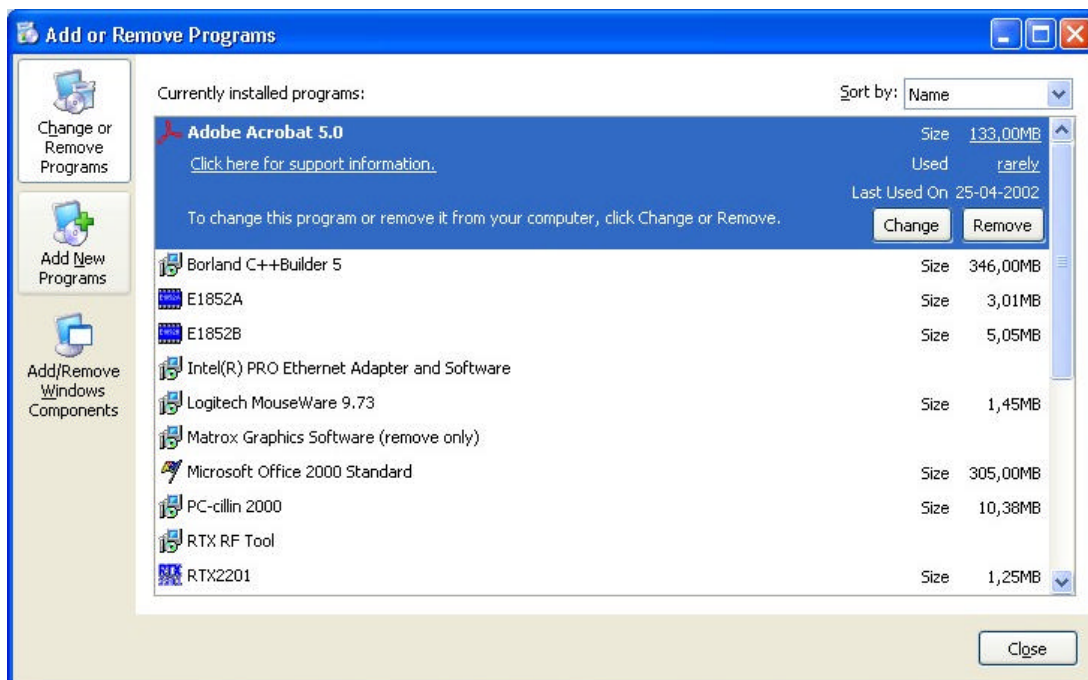 Add or Remove Programs
Change or
Remove
Programs
Add New
Programs
Add/Remove
Windows
Components
Currently installed programs:
Sort by: Name
Adobe Acrobat 5.0 Size 133,00MB
Click here for support information. Used rarely
Last Used On 25-04-2002
To change this program or remove it from your computer, click Change or Remove. Change Remove
Borland C++Builder 5 Size 346,00MB
E1852A E1852A Size 3,01MB
E1852B E1852B Size 5,05MB
Intel(R) PRO Ethernet Adapter and Software
Logitech MouseWare 9.73 Size 1,45MB
Matrox Graphics Software (remove only)
Microsoft Office 2000 Standard Size 305,00MB
PC-cillin 2000 Size 10,38MB
RTX RF Tool
RTX RTX2201 Size 1,25MB
Close